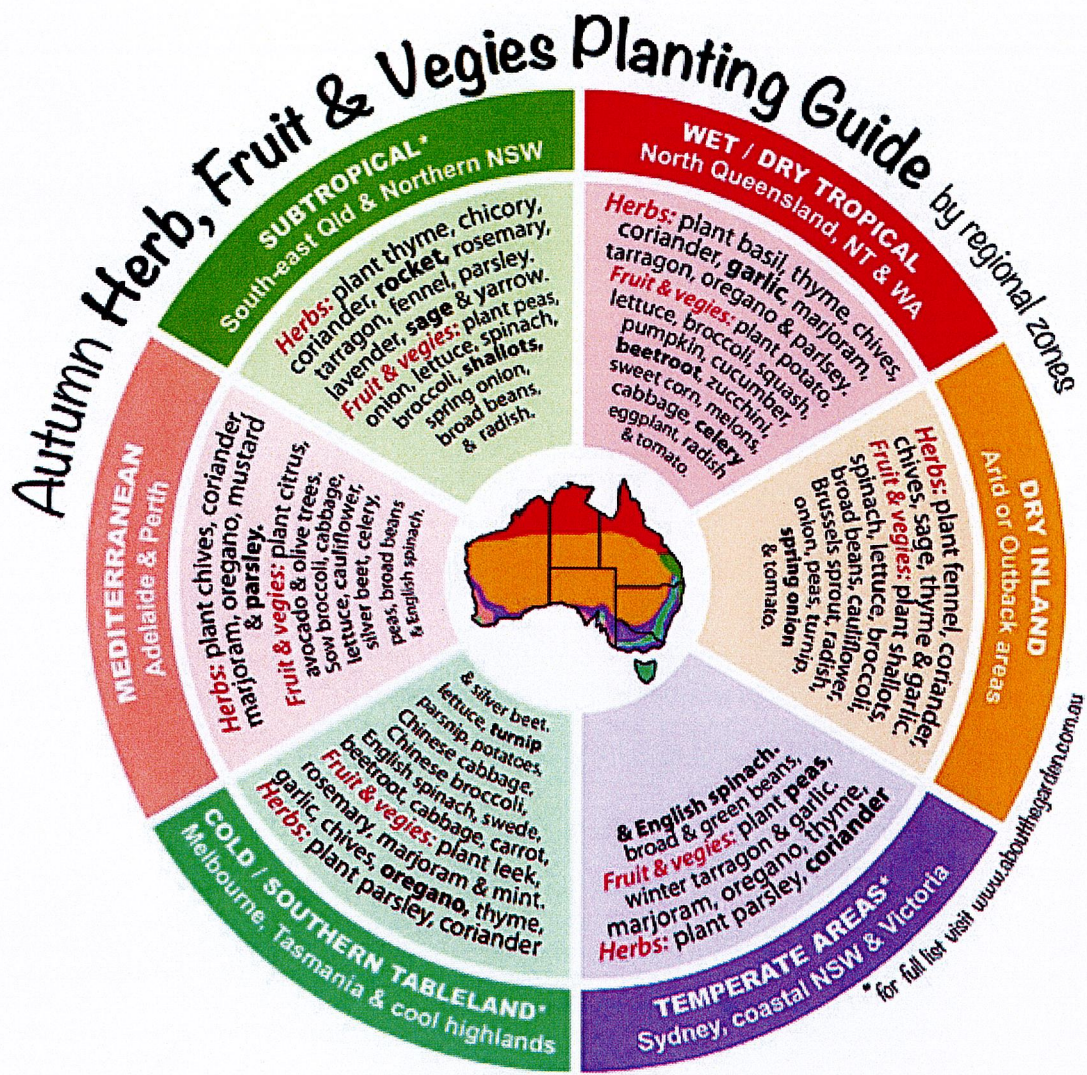 Autumn Herb, Fruit & Vegies Planting Guide by regional zones
SUBTROPICAL*
South-east Qld & Northern NSW
Herbs: plant thyme, chicory,
coriander, rocket, rosemary,
tarragon, fennel, parsley.
lavender, sage & yarrow.
Fruit & vegies: plant peas,
onion, lettuce, spinach,
broccoli, shallots,
spring onion,
broad beans,
& radish.
WET / DRY TROPICAL
North Queensland, NT & WA
Herbs: plant basil, thyme, chives,
coriander, garlic, marjoram,
tarragon, oregano & parlsey.
Fruit & vegies: plant potato,
lettuce, broccoli, squash,
pumpkin, cucumber,
beetroot, zucchini,
sweet corn, melons,
cabbage, celery
eggplant, radish
& tomato.
DRY INLAND
Arid or Outback areas
Herbs: plant fennel, coriander,
chives, sage, thyme & garlic.
Fruit & vegies: plant shallots,
spinach, lettuce, broccoli,
broad beans, cauliflower,
Brussels sprout, radish,
onion, peas, turnip,
spring onion
& tomato,
TEMPERATE AREAS*
Sydney, coastal NSW & Victoria
Herbs: plant parsley, coriander
marjoram, oregano, thyme,
winter tarragon & garlic.
Fruit & vegies: plant peas,
broad & green beans,
& English spinach.
COLD / SOUTHERN TABLELAND*
Melbourne, Tasmania & cool highlands
Herbs: plant parsley, coriander
garlic, chives, oregano, thyme,
rosemary. marjoram & mint.
Fruit & vegies: plant leek,
beetroot, cabbage, carrot,
English spinach, swede,
Chinese broccoli,
Chinese cabbage.
parsnip, potatoes.
lettuce, turnip
& silver beet.
MEDITERRANEAN
Adelaide & Perth
Herbs: plant chives, coriander,
marjoram, oregano, mustard
& parsley.
Fruit & vegies: plant citrus,
avocado & olive trees.
Sow broccoli, cabbage,
lettuce, cauliflower,
silver beet, celery,
peas, broad beans
& English spinach.
* for full list visit www.aboutthegarden.com.au